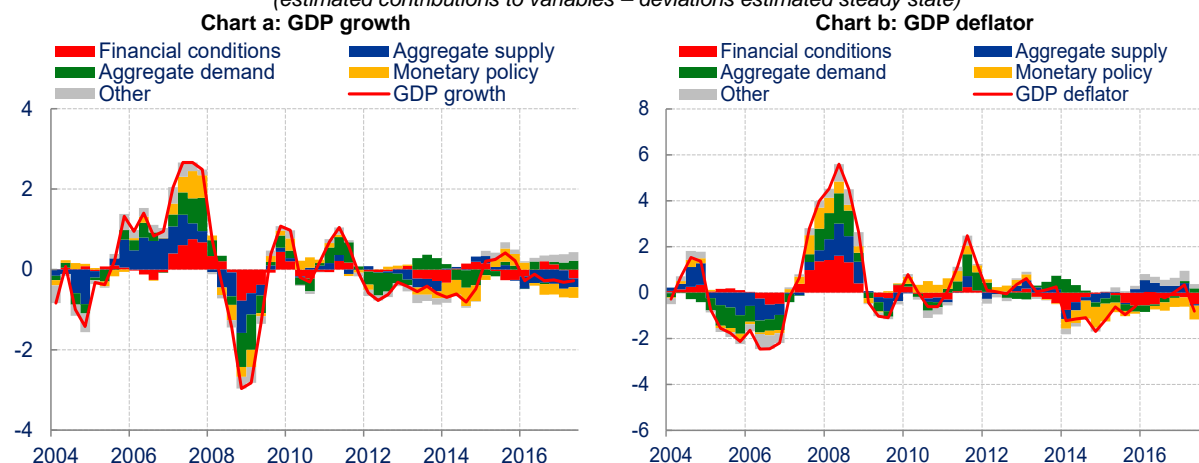 (estimated contributions to variables – deviations estimated steady state)
Chart a: GDP growth
Financial conditions Aggregate supply
Aggregate demand Monetary policy
Other GDP growth
4
2
0
-2
-4
2004 2006 2008 2010 2012 2014 2016
Chart b: GDP deflator
Financial conditions Aggregate supply
Aggregate demand Monetary policy
Other GDP deflator
8
6
4
2
0
-2
-4
-6
2004 2006 2008 2010 2012 2014 2016